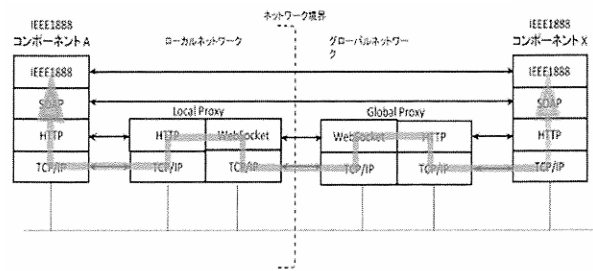 ネットワーク境界
IEEE1888
コンポーネント A
ローカルネットワーク
グローバルネットワー
ク
IEEE1888
コンポーネント X
IEEE1888
IEEE1888
SOAP
SOAP
Local Proxy
Global Proxy
HTTP
HTTP
WebSocket
WebSocket
HTTP
HTTP
TCP/IP
TCP/IP
TCP/IP
TCP/IP
TCP/IP
TCP/IP